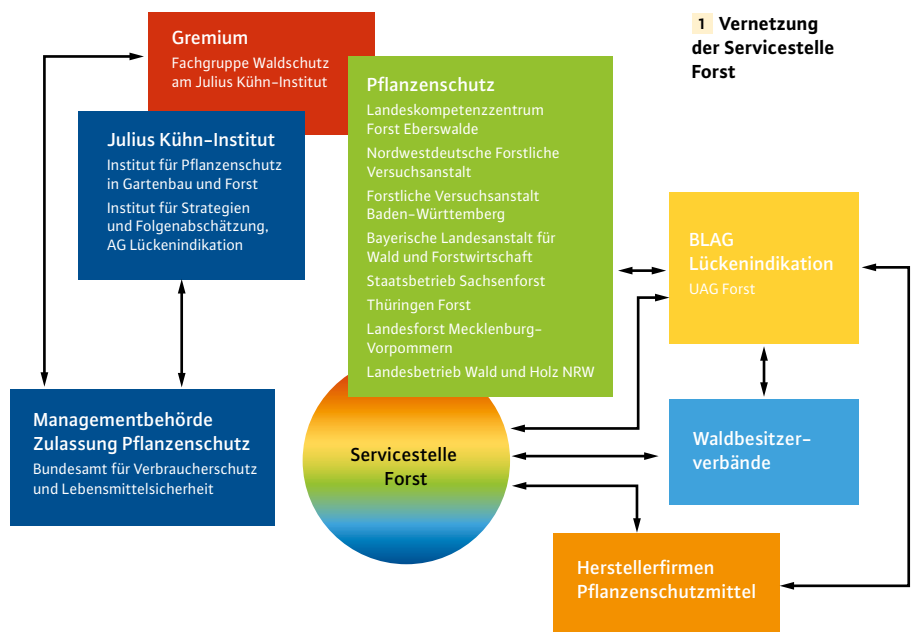 1 Vernetzung
der Servicestelle
Forst
Gremium
Fachgruppe Waldschutz
am Julius Kühn-Institut
Julius Kühn-Institut
Institut für Pflanzenschutz
in Gartenbau und Forst
Institut für Strategien
und Folgenabschätzung,
AG Lückenindikation
Pflanzenschutz
Landeskompetenzzentrum
Forst Eberswalde
Nordwestdeutsche Forstliche
Versuchsanstalt
Forstliche Versuchsanstalt
Baden-Württemberg
Bayerische Landesanstalt für
Wald und Forstwirtschaft
Staatsbetrieb Sachsenforst
Thüringen Forst
Landesforst Mecklenburg-
Vorpommern
Landesbetrieb Wald und Holz NRW
BLAG
Lückenindikation
UAG Forst
Managementbehörde
Zulassung Pflanzenschutz
Bundesamt für Verbraucherschutz
und Lebensmittelsicherheit
Servicestelle
Forst
Waldbesitzer-
verbände
Herstellerfirmen
Pflanzenschutzmittel